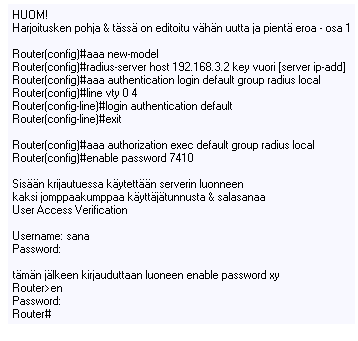 HUOM!
Harjoitusken pohja & tässä on editoitu vähän uutta ja pientä eroa - osa 1
Router(config)#aaa new-model
Router(config)#radius-server host 192.168.3.2 key vuori [server ip-add]
Router(config)#aaa authentication login default group radius local
Router(config)#line vty 0 4
Router(config-line)#login authentication default
Router(config-line)#exit
Router(config)#aaa authorization exec default group radius local
Router(config)#enable password 7410
Sisään krijautuessa käytettään serverin luonneen
kaksi jomppaakumppaa käyttäjätunnusta & salasanaa
User Access Verification
Username: sana
Password:
tämän jälkeen kirjauduttaan luoneen enable password xy
Router>en
Password:
Router#